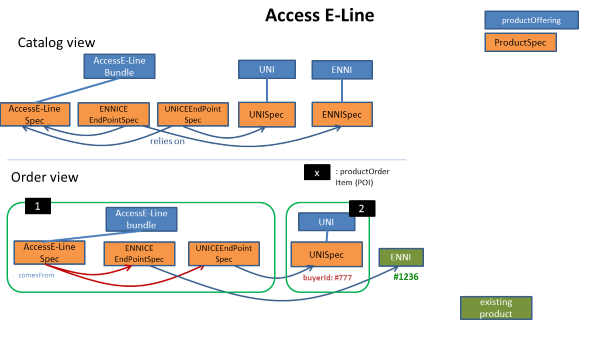 Access E-Line
productOffering
ProductSpec
Catalog view
AccessE-Line
Bundle
UNI
ENNI
AccessE-Line
Spec
ENNICE
EndPointSpec
UNICEEndPoint
Spec
UNISpec
ENNISpec
relies on
Order view
x
: productOrder
Item (POI)
1
2
AccessE-Line
bundle
UNI
AccessE-Line
Spec
ENNICE
EndPointSpec
UNICEEndPoint
Spec
UNISpec
ENNI
comesFrom
buyerId: #777
#1236
existing
product